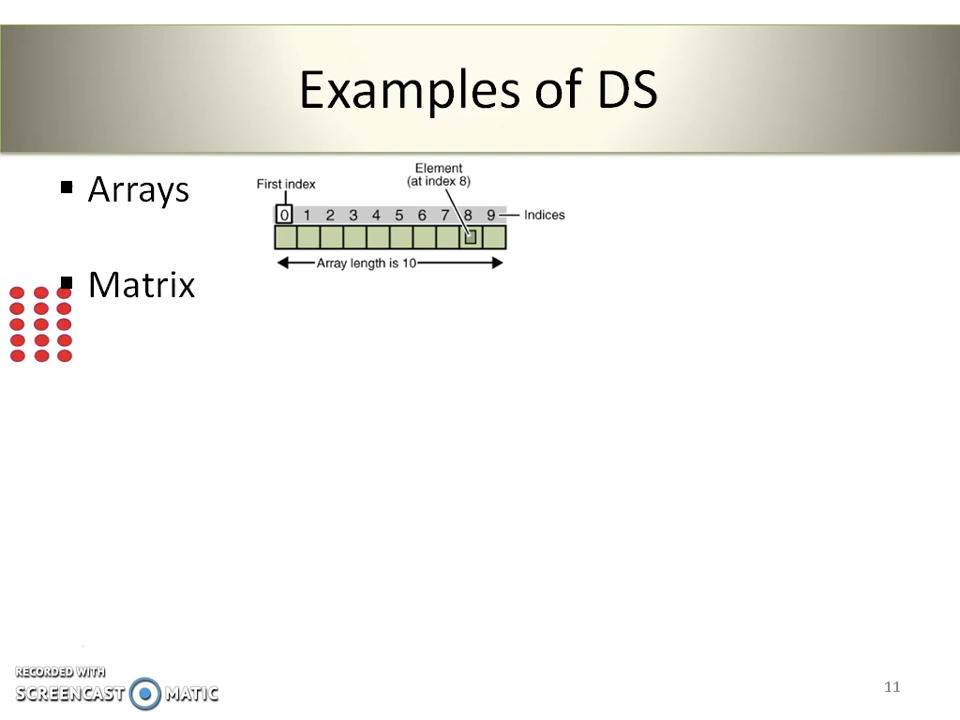 Examples of DS
▪ Arrays
First index
Element
(at index 8)
0 1 2 3 4 5 6 7 8 9
Indices
Array length is 10
▪ Matrix
RECORDED WITH
SCREENCAST MATIC
11